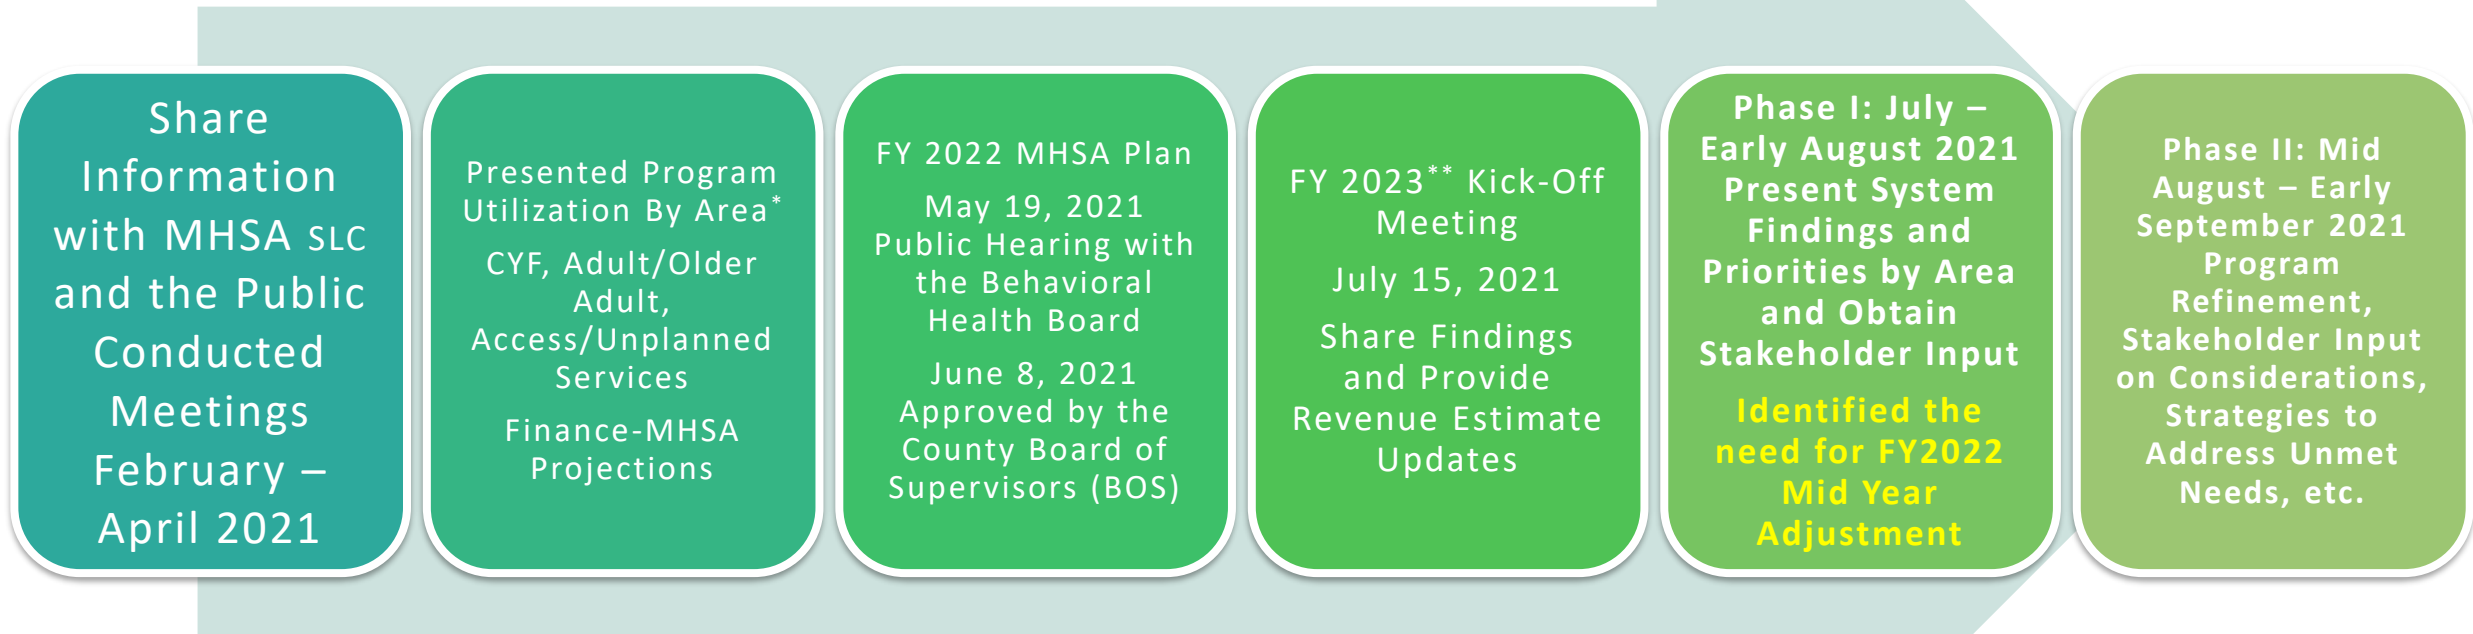 Share
Information
with MHSA SLC
and the Public
Conducted
Meetings
February –
April 2021
Presented Program
Utilization By Area*
CYF, Adult/Older
Adult,
Access/Unplanned
Services
Finance-MHSA
Projections
FY 2022 MHSA Plan
May 19, 2021
Public Hearing with
the Behavioral
Health Board
June 8, 2021
Approved by the
County Board of
Supervisors (BOS)
FY 2023** Kick-Off
Meeting
July 15, 2021
Share Findings
and Provide
Revenue Estimate
Updates
Phase I: July –
Early August 2021
Present System
Findings and
Priorities by Area
and Obtain
Stakeholder Input
Identified the
need for FY2022
Mid Year
Adjustment
Phase II: Mid
August – Early
September 2021
Program
Refinement,
Stakeholder Input
on Considerations,
Strategies to
Address Unmet
Needs, etc.